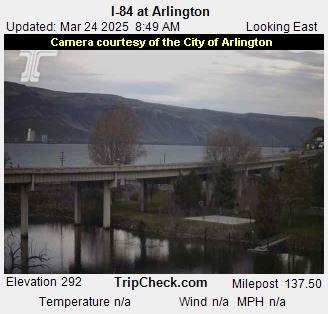 I-84 at Arlington
Updated: Mar 24 2025 8:49 AM Looking East
Camera courtesy of the City of Arlington
Elevation 292 TripCheck.com Milepost 137.50
Temperature n/a Wind n/a MPH n/a